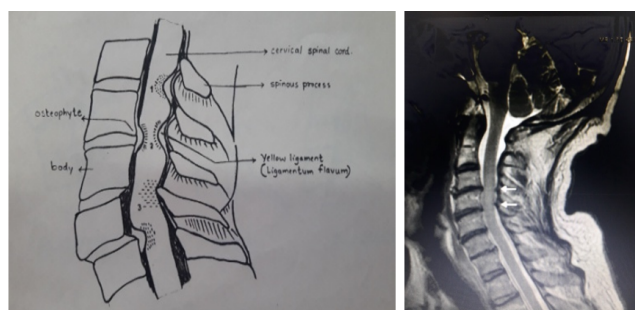 cervical spinal cord.
spinous process
osteophyte
Yellow ligament
(Ligamentum flavum)
body